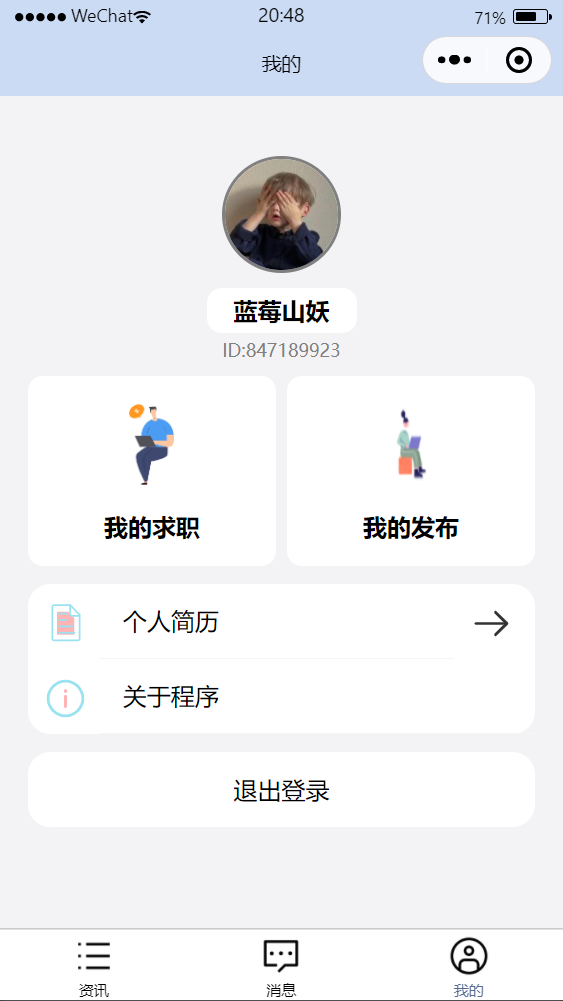 WeChat 20:48 71%
我的
蓝莓山妖
ID:847189923
我的求职 我的发布
个人简历
关于程序
退出登录
资讯 消息 我的